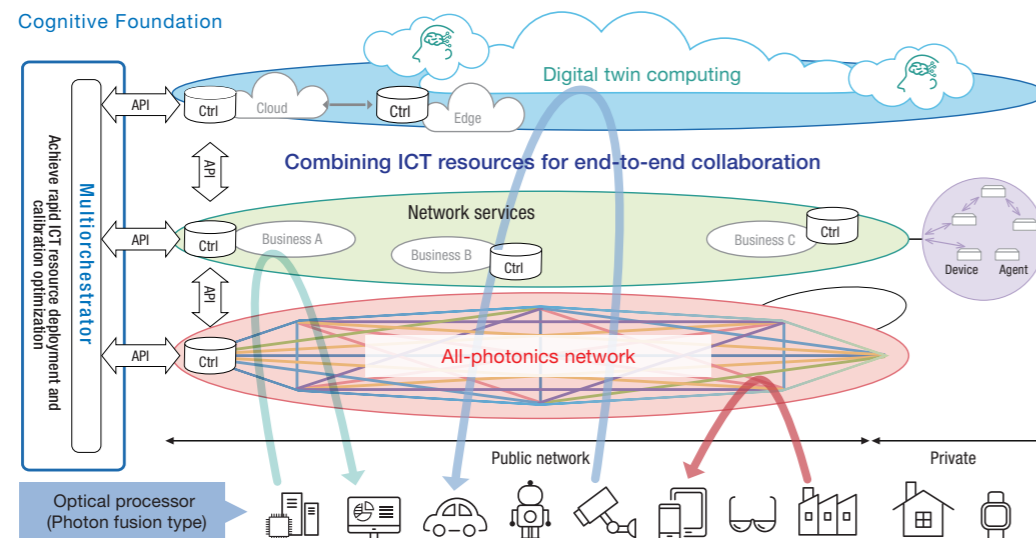 Cognitive Foundation
Multiorchestrator
Achieve rapid ICT resource deployment and
calibration optimization
API
Ctrl
Cloud
Ctrl
Edge
Digital twin computing
API
Combining ICT resources for end-to-end collaboration
API
Ctrl
Network services
Business A
Business B
Ctrl
Business C
Ctrl
Device
Agent
API
API
Ctrl
All-photonics network
Public network
Private
Optical processor
(Photon fusion type)